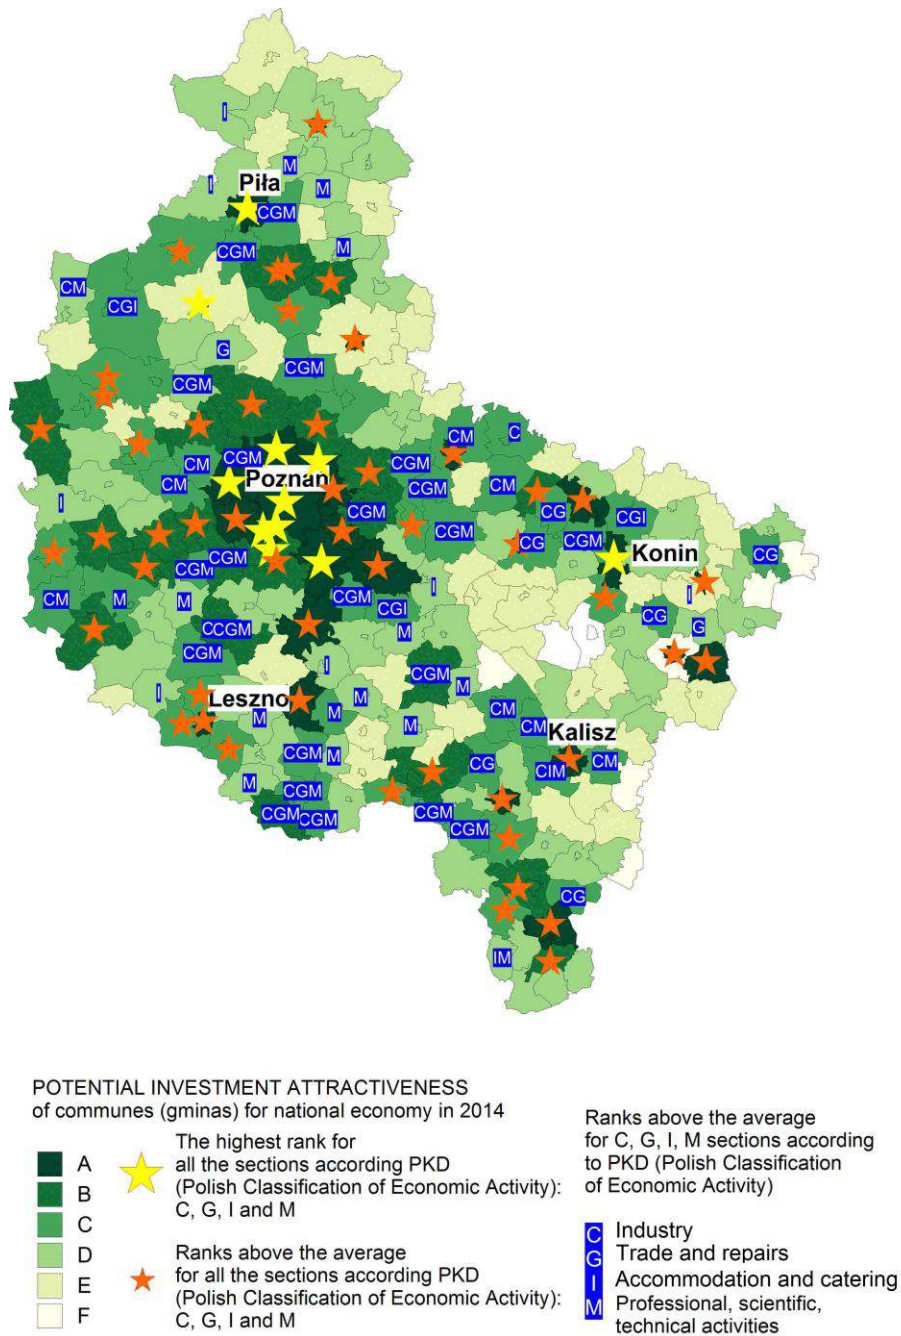 I
M
Piła
I
M
CGM
CGM
M
CM
CGI
G
CGM
CGM
CM
C
CGM
CM
CGM
Poznań
CM
CGM
CM
I
CGM
CG
CGI
CGM
CG
CGM
Konin
CG
CGM
CGM
I
I
CM
M
M
CGM
CGI
CG
G
CCGM
M
CGM
I
CGM
M
I
Leszno
M
CM
M
M
M
CM
Kalisz
CGM
M
CG
CIM
CM
M
CGM
CGM
CGM
CGM
CGM
CG
IM
POTENTIAL INVESTMENT ATTRACTIVENESS
of communes (gminas) for national economy in 2014
A
B
C
D
E
F
The highest rank for
all the sections according PKD
(Polish Classification of Economic Activity):
C, G, I and M
Ranks above the average
for all the sections according PKD
(Polish Classification of Economic Activity):
C, G, I and M
Ranks above the average
for C, G, I, M sections according
to PKD (Polish Classification
of Economic Activity)
C Industry
G Trade and repairs
I Accommodation and catering
M Professional, scientific,
technical activities